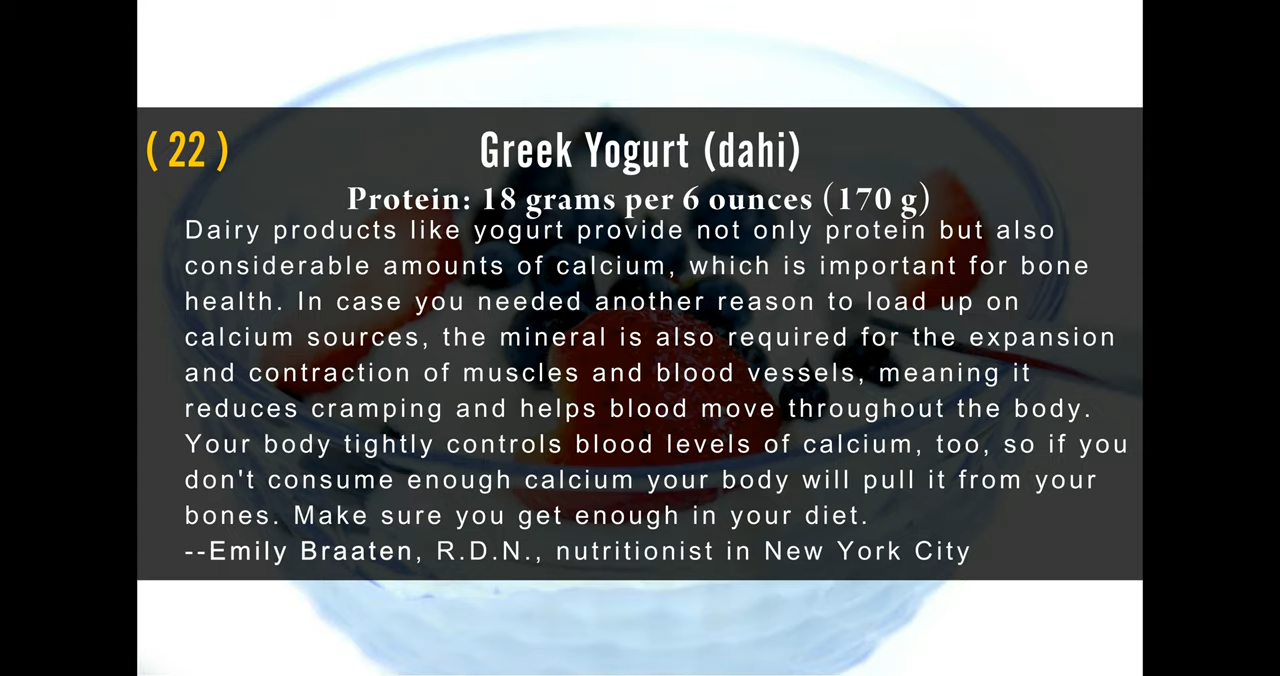 ( 22 )
Greek Yogurt (dahi)
Protein: 18 grams per 6 ounces (170 g)
Dairy products like yogurt provide not only protein but also
considerable amounts of calcium, which is important for bone
health. In case you needed another reason to load up on
calcium sources, the mineral is also required for the expansion
and contraction of muscles and blood vessels, meaning it
reduces cramping and helps blood move throughout the body.
Your body tightly controls blood levels of calcium, too, so if you
don't consume enough calcium your body will pull it from your
bones. Make sure you get enough in your diet.
--Emily Braaten, R.D.N., nutritionist in New York City